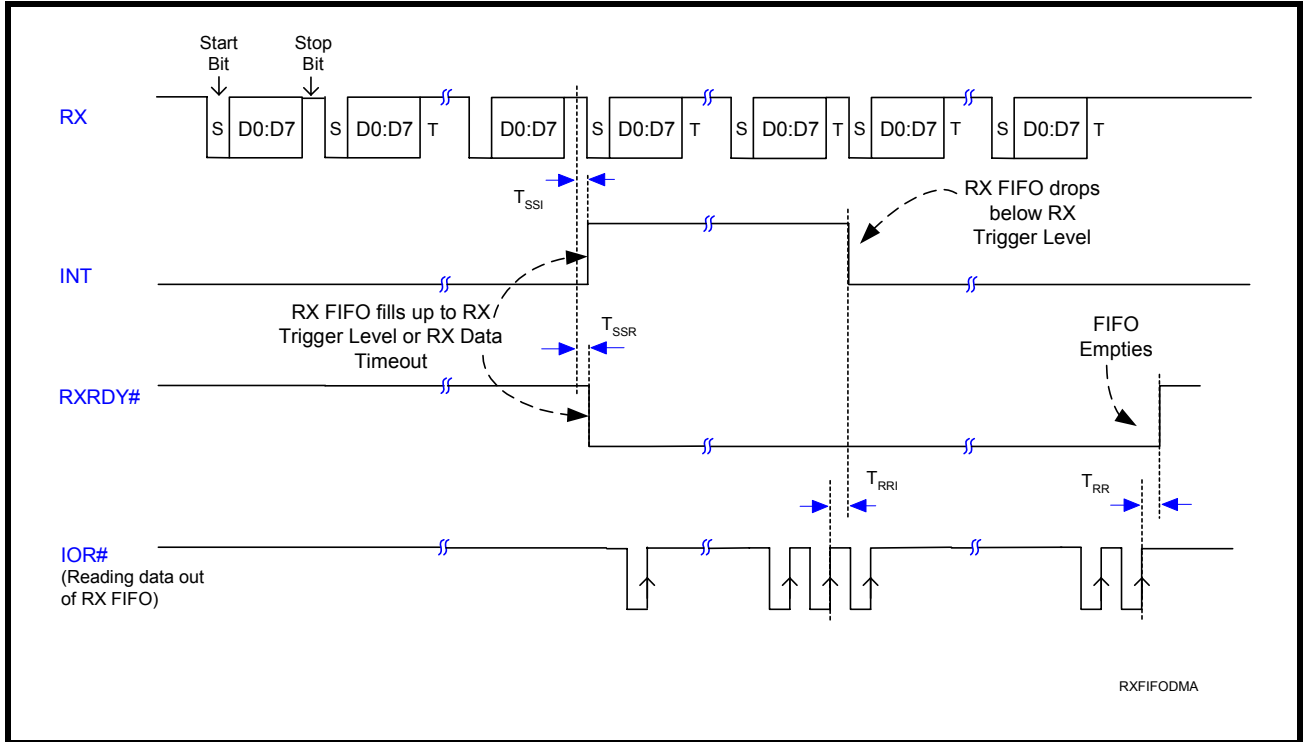 Start
Bit
Stop
Bit
RX
S D0:D7 S D0:D7 T D0:D7 S D0:D7 T S D0:D7 T S D0:D7 T S D0:D7 T
TSSI
RX FIFO drops
below RX
Trigger Level
INT
RX FIFO fills up to RX
Trigger Level or RX Data
Timeout
TSSR
FIFO
Empties
RXRDY#
TRRI
TRR
IOR#
(Reading data out
of RX FIFO)
RXFIFODMA